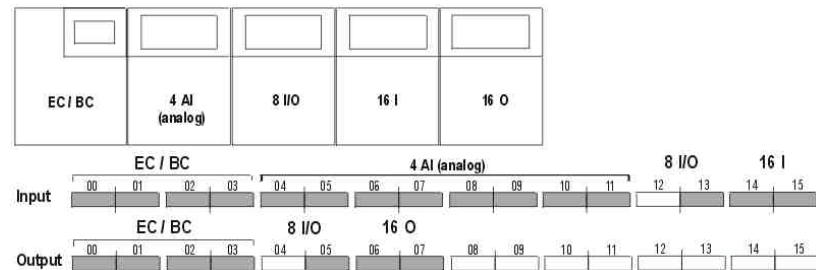 EC / BC 4 AI 8 I/O 16 I 16 O
(analog)
EC / BC 4 AI (analog) 8 I/O 16 I
00 01 02 03 04 05 06 07 08 09 10 11 12 13 14 15
Input
EC / BC 8 I/O 16 O
00 01 02 03 04 05 06 07 08 09 10 11 12 13 14 15
Output